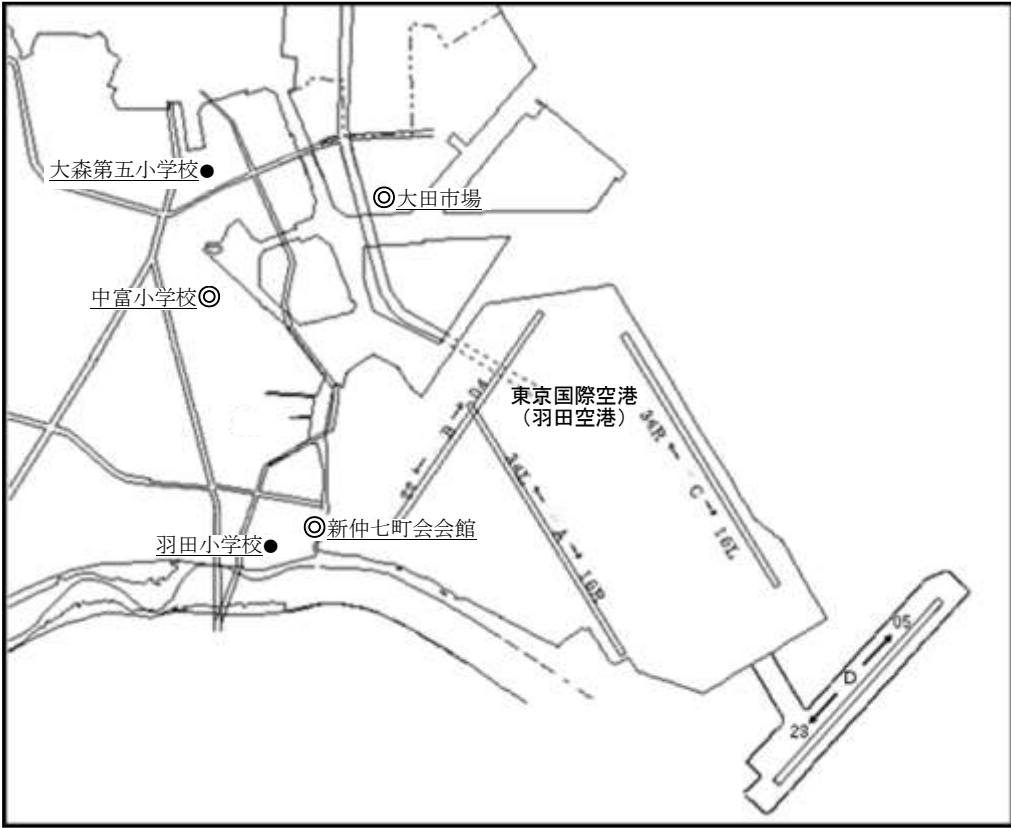 大森第五小学校●
◎大田市場
中富小学校◎
東京国際空港
（羽田空港）
04
B
22
34R ← C → 16L
34L ← A → 16R
◎新仲七町会会館
羽田小学校●
05
D
23